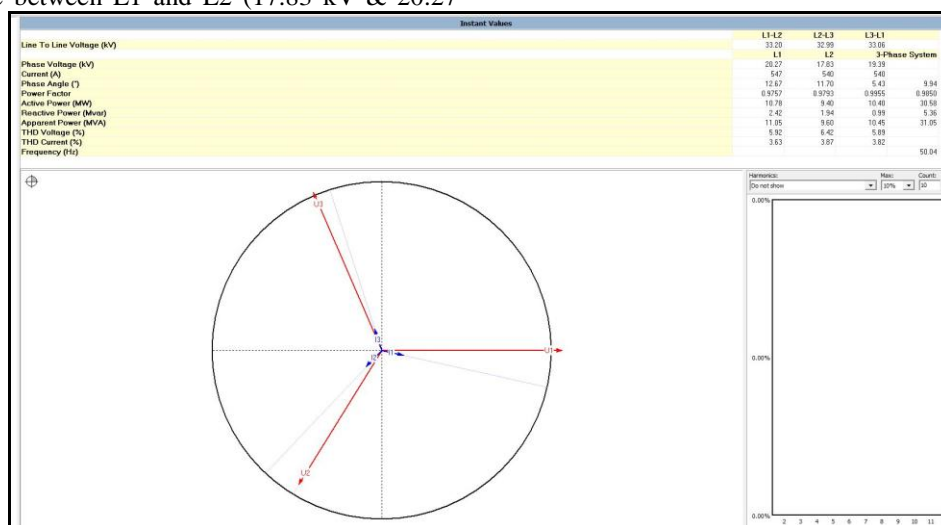 e between L1 and L2 (17.83 kV & 20.27
Instant Values
L1-L2 L2-L3 L3-L1
Line To Line Voltage (kV) 33.20 32.99 33.06
L1 L2 3-Phase System
Phase Voltage (kV) 20.27 17.83 19.39
Current (A) 547 540 540
Phase Angle (°) 12.67 11.70 5.43 9.94
Power Factor 0.9757 0.9793 0.9955 0.9850
Active Power (MW) 10.78 9.40 10.40 30.58
Reactive Power (Mvar) 2.42 1.94 0.99 5.36
Apparent Power (MVA) 11.05 9.60 10.45 31.05
THD Voltage (%) 5.92 6.42 5.89
THD Current (%) 3.63 3.87 3.82
Frequency (Hz) 50.04
Harmonics: Max: Count:
Do not show 10% 10
0.00%
U3
I3
I2 I1 U1
0.00%
U2
0.00%
2 3 4 5 6 7 8 9 10 11